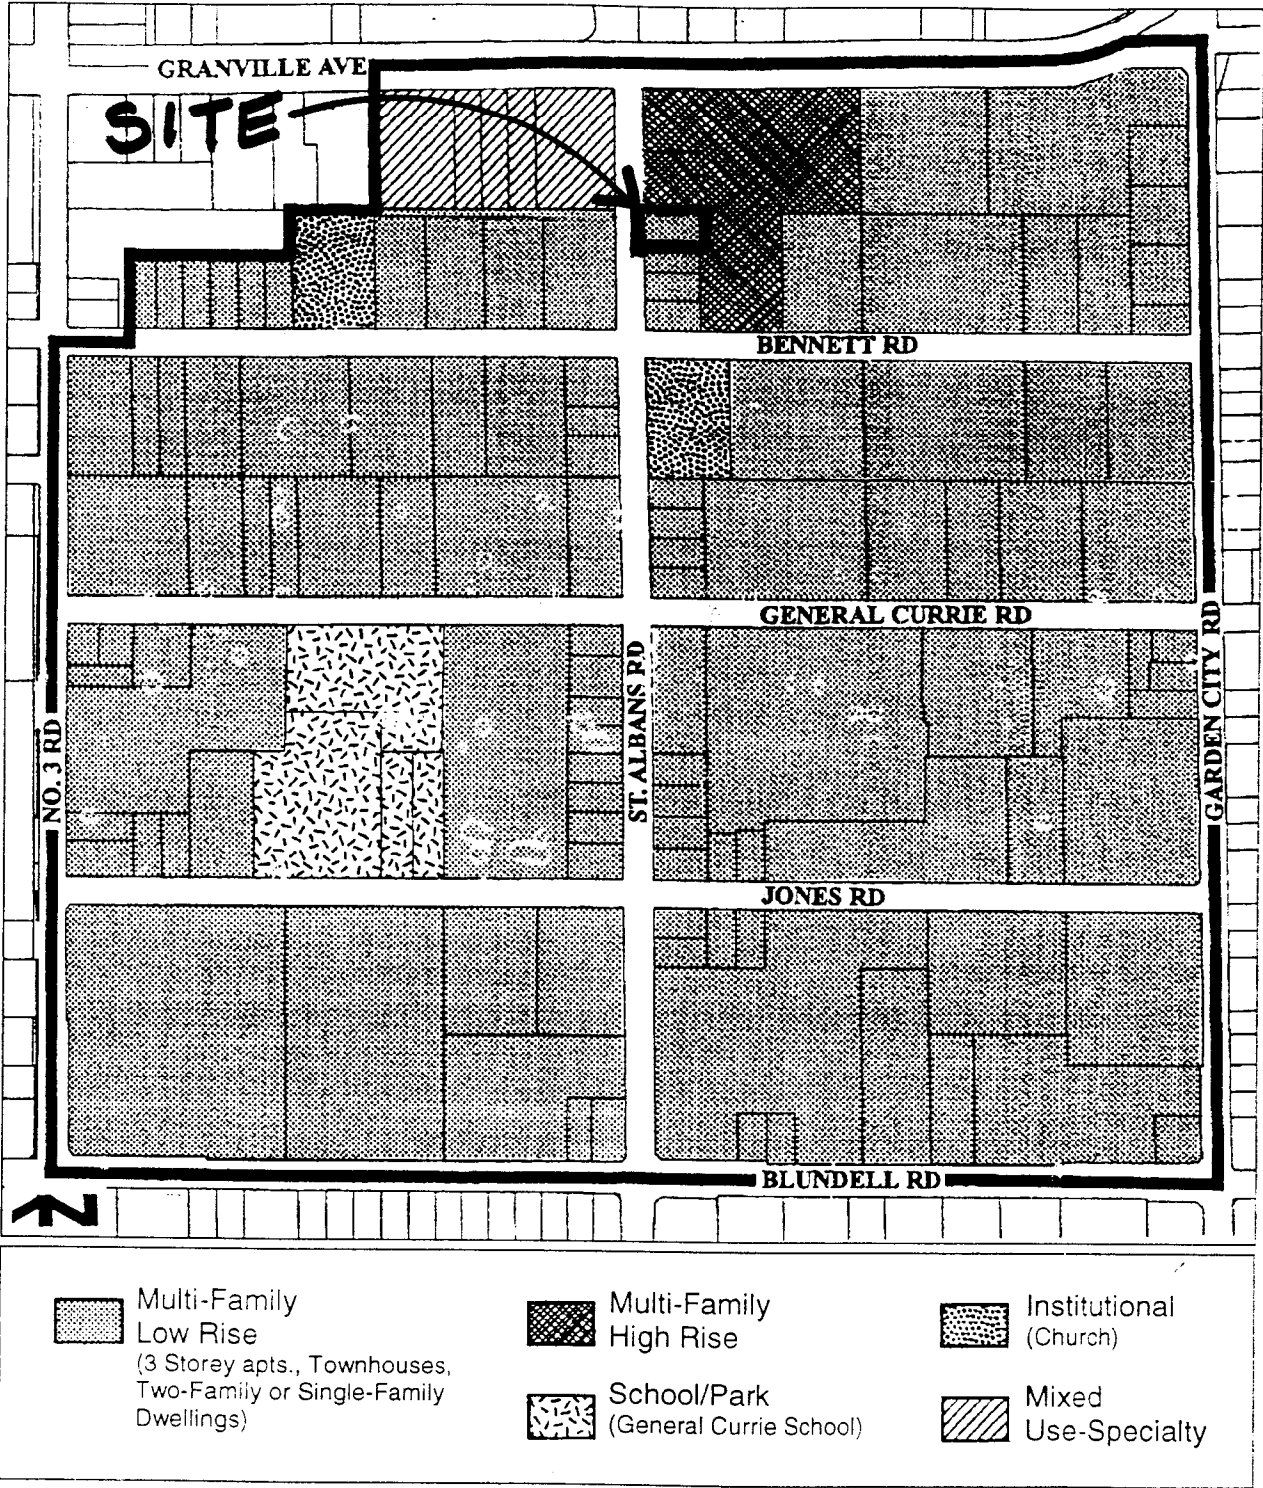 GRANVILLE AVE
SITE
BENNETT RD
GENERAL CURRIE RD
ST. ALBANS RD
GARDEN CITY RD
NO. 3 RD
JONES RD
BLUNDELL RD
N
Multi-Family
Low Rise
(3 Storey apts., Townhouses,
Two-Family or Single-Family
Dwellings)
Multi-Family
High Rise
School/Park
(General Currie School)
Institutional
(Church)
Mixed
Use-Specialty